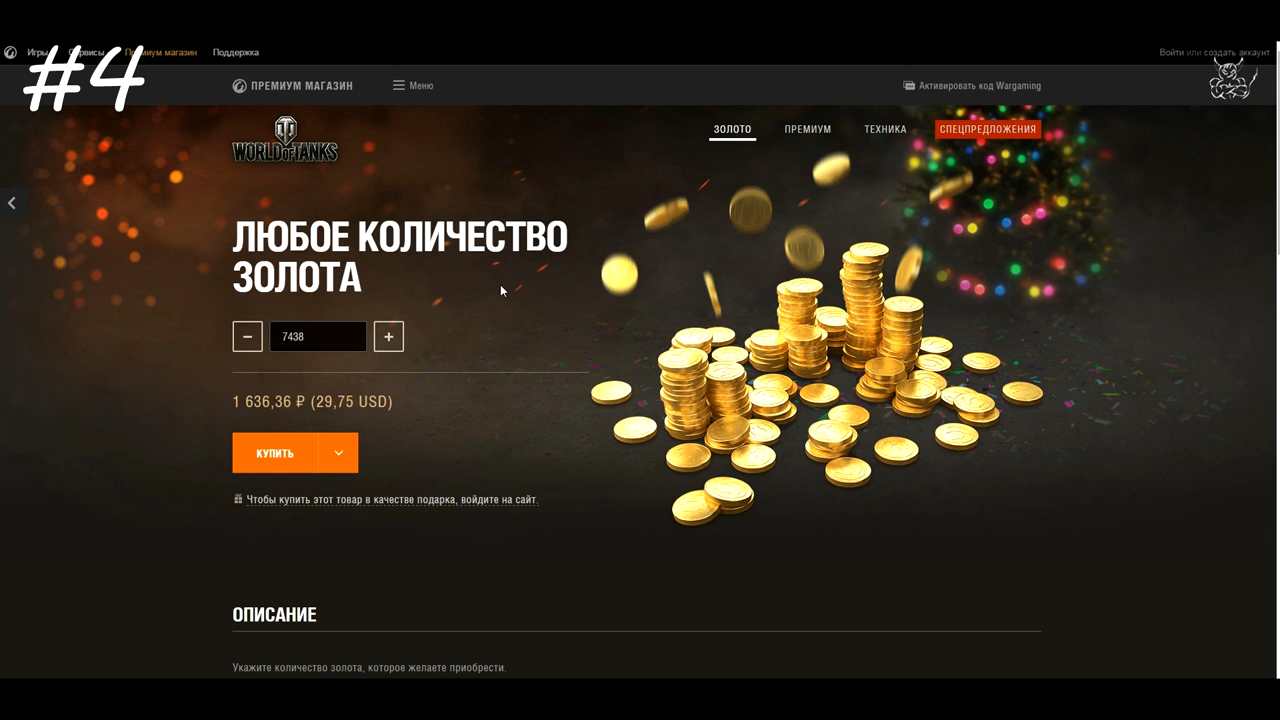 #4
Игры Сервисы Премиум магазин Поддержка
Войти или создать аккаунт
ПРЕМИУМ МАГАЗИН
Меню
Активировать код Wargaming
WORLD OF TANKS
ЗОЛОТО ПРЕМИУМ ТЕХНИКА СПЕЦПРЕДЛОЖЕНИЯ
ЛЮБОЕ КОЛИЧЕСТВО
ЗОЛОТА
− 7438 +
1 636,36 ₽ (29,75 USD)
КУПИТЬ
Чтобы купить этот товар в качестве подарка, войдите на сайт.
ОПИСАНИЕ
Укажите количество золота, которое желаете приобрести.